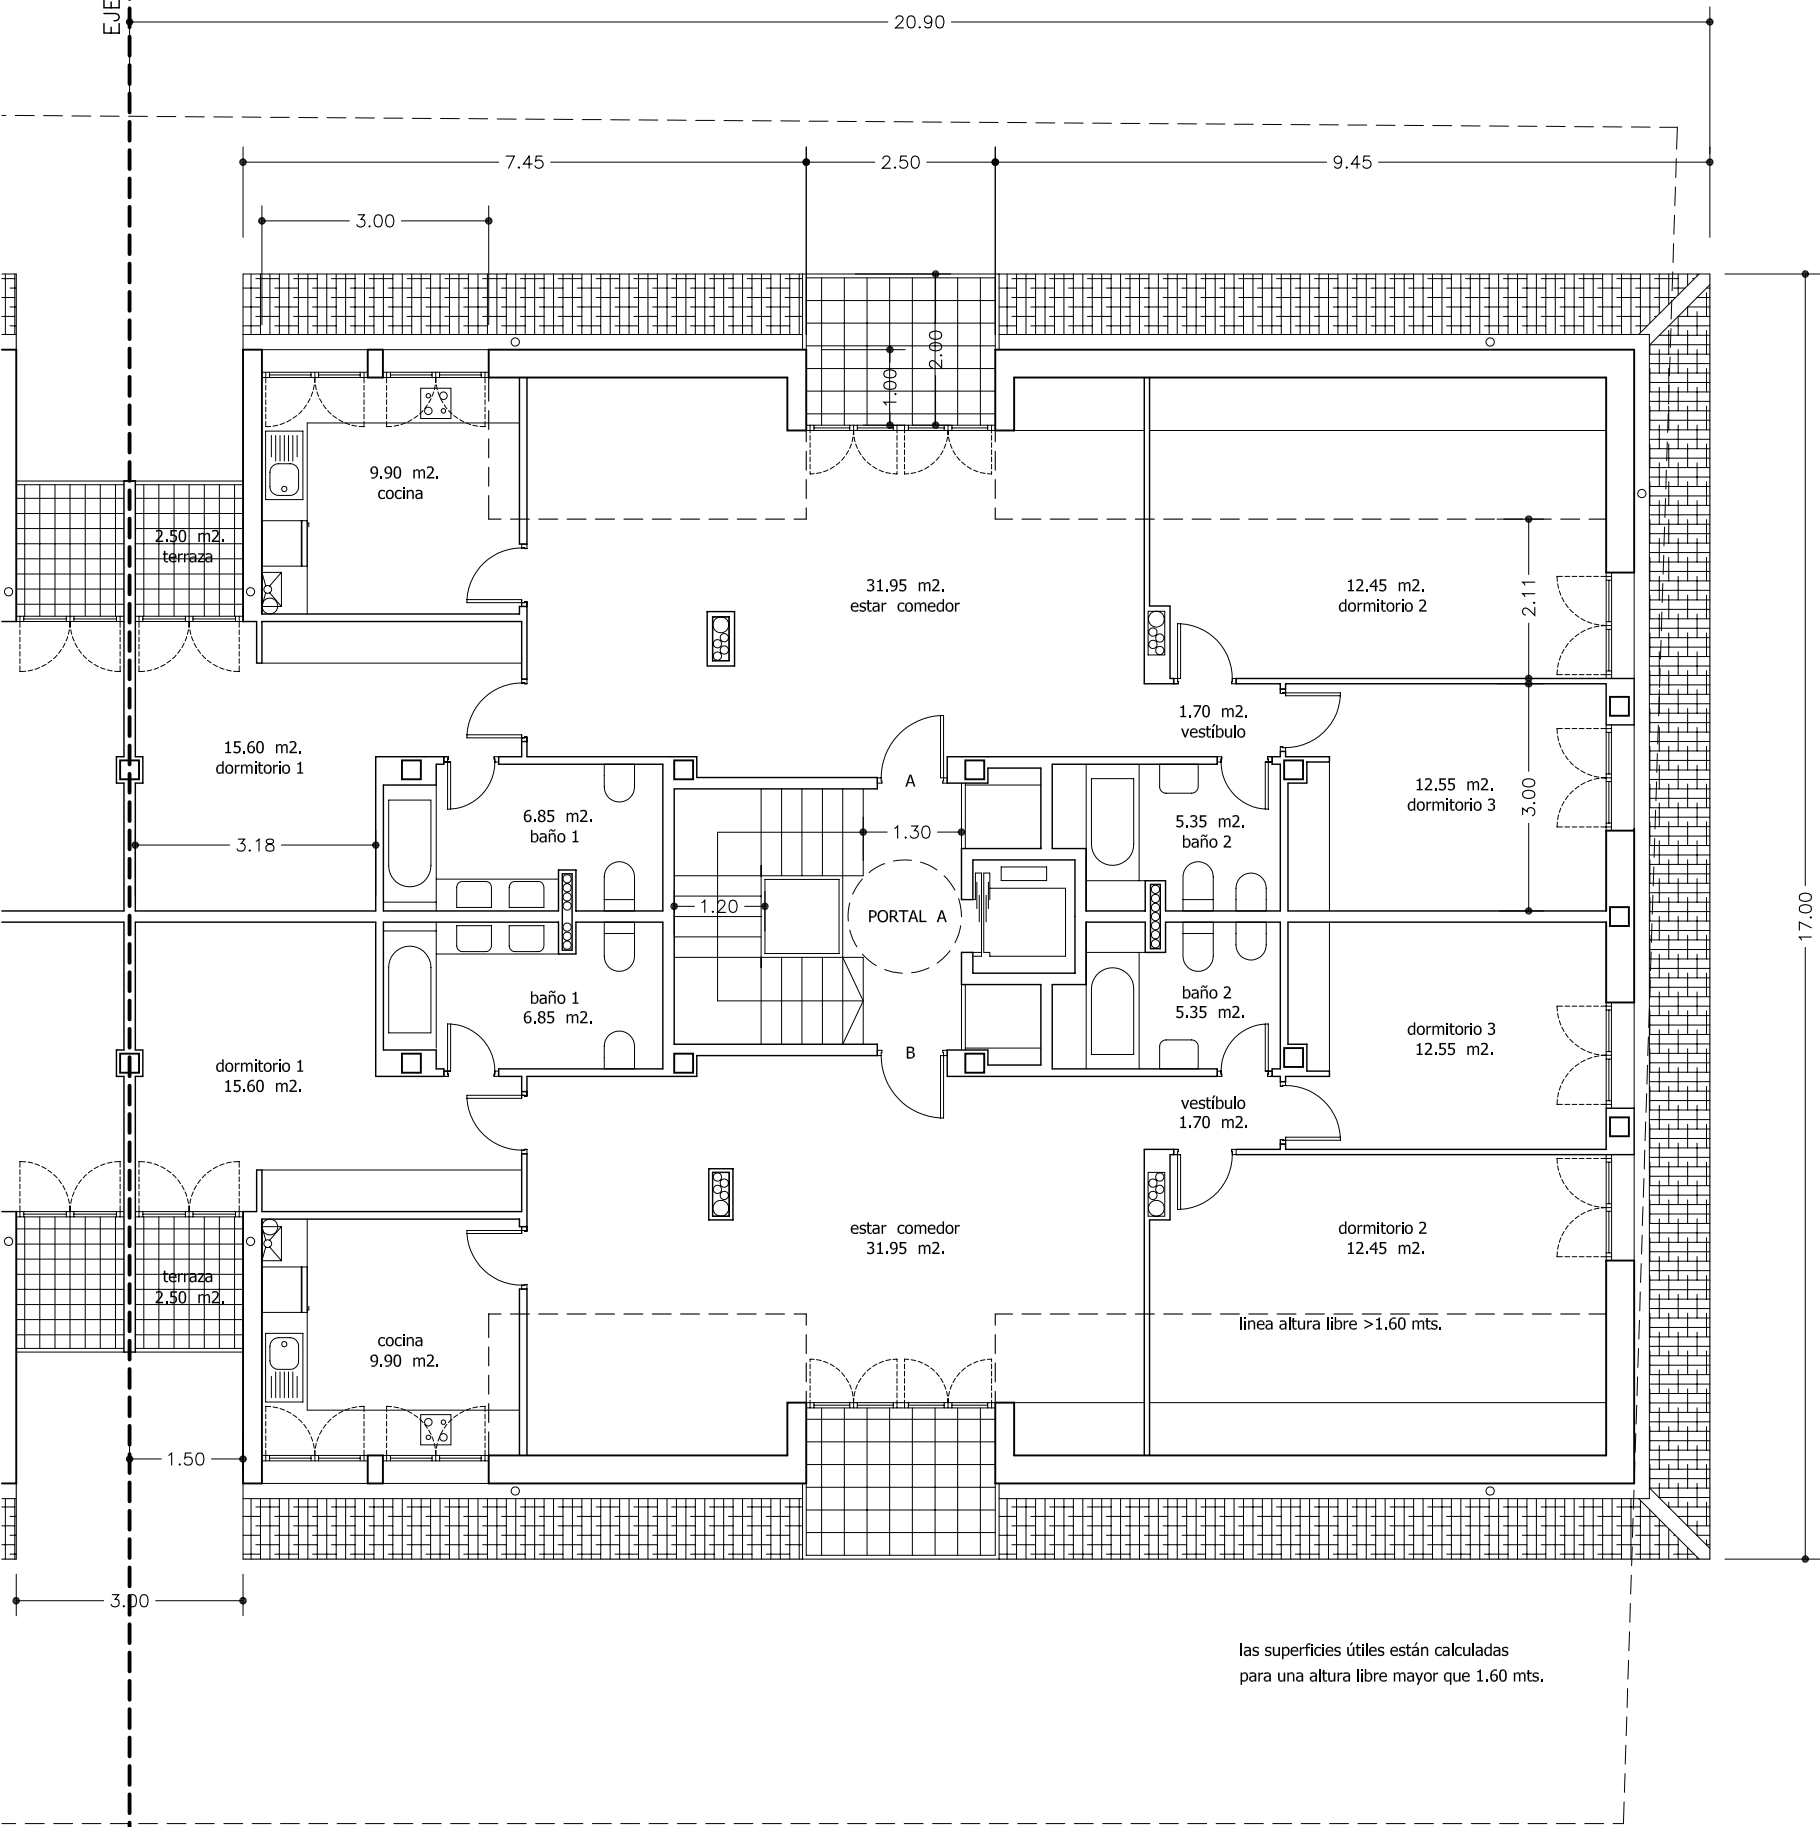 EJE
20.90
7.45
2.50
9.45
3.00
2.00
1.00
9.90 m2.
cocina
2.50 m2.
terraza
31.95 m2.
estar comedor
12.45 m2.
dormitorio 2
2.11
1.70 m2.
vestíbulo
15.60 m2.
dormitorio 1
A
12.55 m2.
dormitorio 3
3.00
6.85 m2.
baño 1
5.35 m2.
baño 2
3.18
1.30
1.20
PORTAL A
17.00
baño 1
6.85 m2.
baño 2
5.35 m2.
dormitorio 3
12.55 m2.
B
dormitorio 1
15.60 m2.
vestíbulo
1.70 m2.
estar comedor
31.95 m2.
dormitorio 2
12.45 m2.
terraza
2.50 m2.
linea altura libre >1.60 mts.
cocina
9.90 m2.
1.50
3.00
las superficies útiles están calculadas
para una altura libre mayor que 1.60 mts.